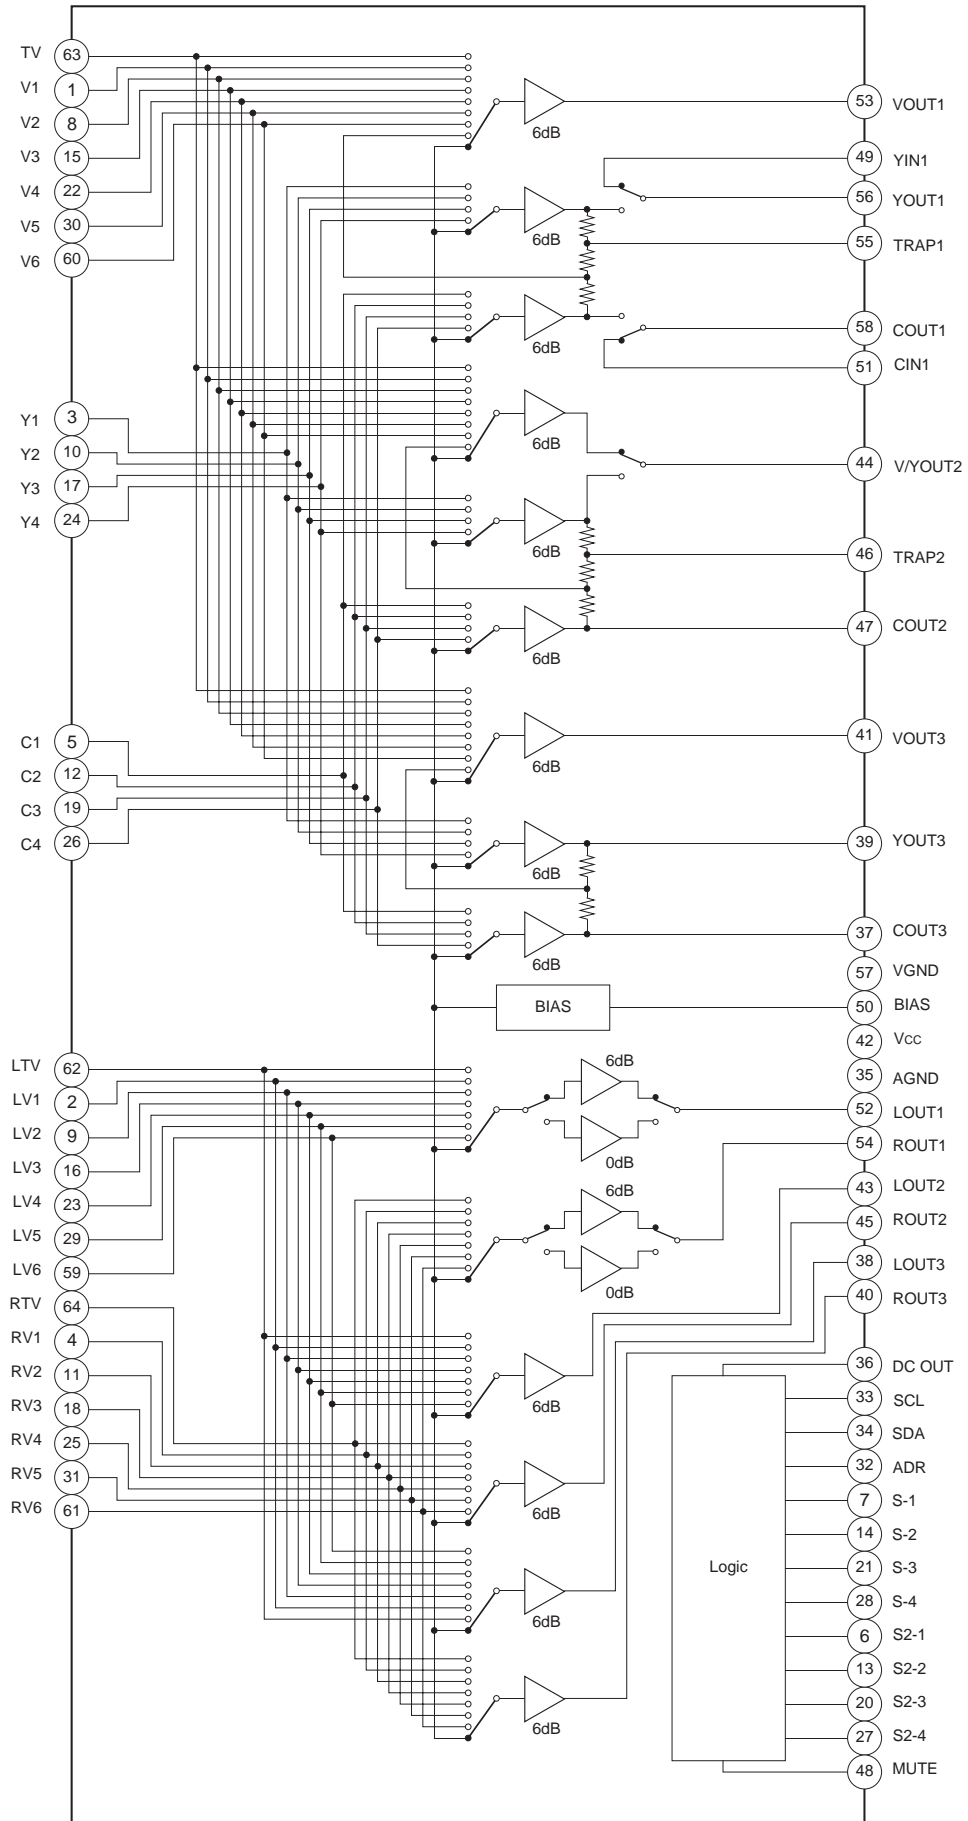 TV 63
V1 1
V2 8
V3 15
V4 22
V5 30
V6 60
Y1 3
Y2 10
Y3 17
Y4 24
C1 5
C2 12
C3 19
C4 26
LTV 62
LV1 2
LV2 9
LV3 16
LV4 23
LV5 29
LV6 59
RTV 64
RV1 4
RV2 11
RV3 18
RV4 25
RV5 31
RV6 61
6dB
6dB
6dB
6dB
6dB
6dB
6dB
6dB
6dB
BIAS
6dB
0dB
6dB
0dB
6dB
6dB
6dB
6dB
Logic
53 VOUT1
49 YIN1
56 YOUT1
55 TRAP1
58 COUT1
51 CIN1
44 V/YOUT2
46 TRAP2
47 COUT2
41 VOUT3
39 YOUT3
37 COUT3
57 VGND
50 BIAS
42 Vcc
35 AGND
52 LOUT1
54 ROUT1
43 LOUT2
45 ROUT2
38 LOUT3
40 ROUT3
36 DC OUT
33 SCL
34 SDA
32 ADR
7 S-1
14 S-2
21 S-3
28 S-4
6 S2-1
13 S2-2
20 S2-3
27 S2-4
48 MUTE